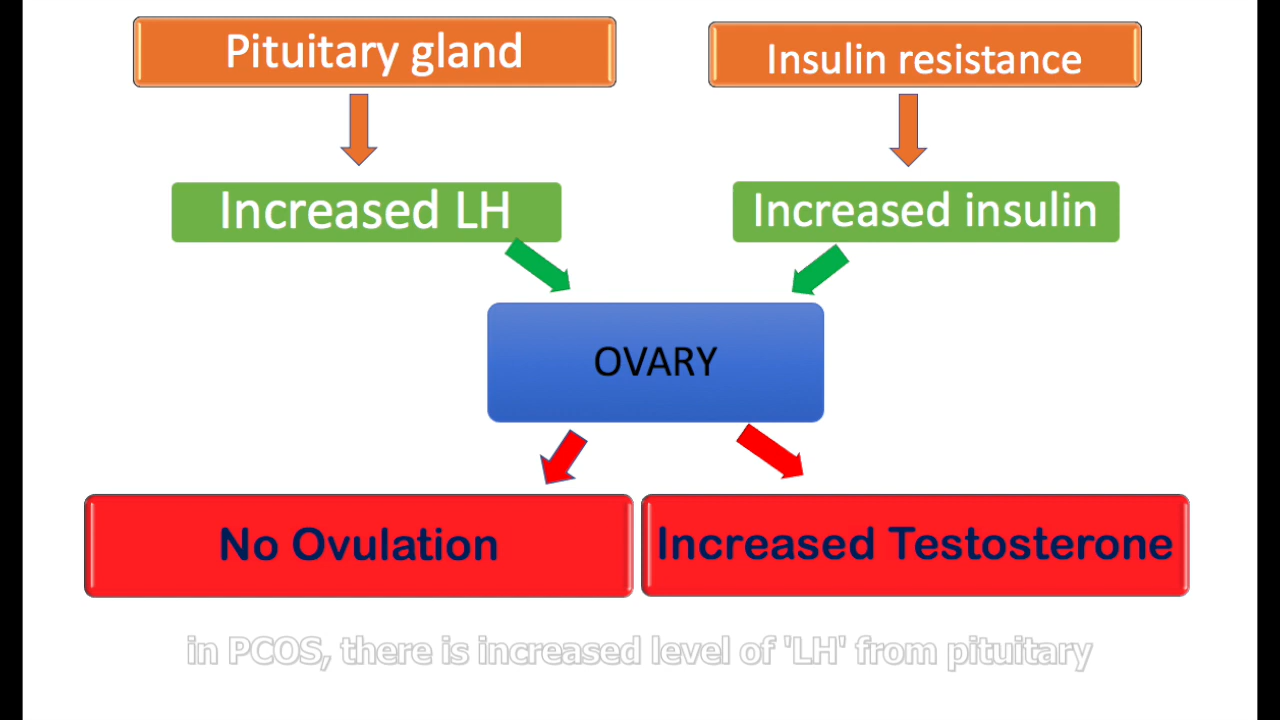 Pituitary gland
Insulin resistance
Increased LH
Increased insulin
OVARY
No Ovulation
Increased Testosterone
in PCOS, there is increased level of 'LH' from pituitary